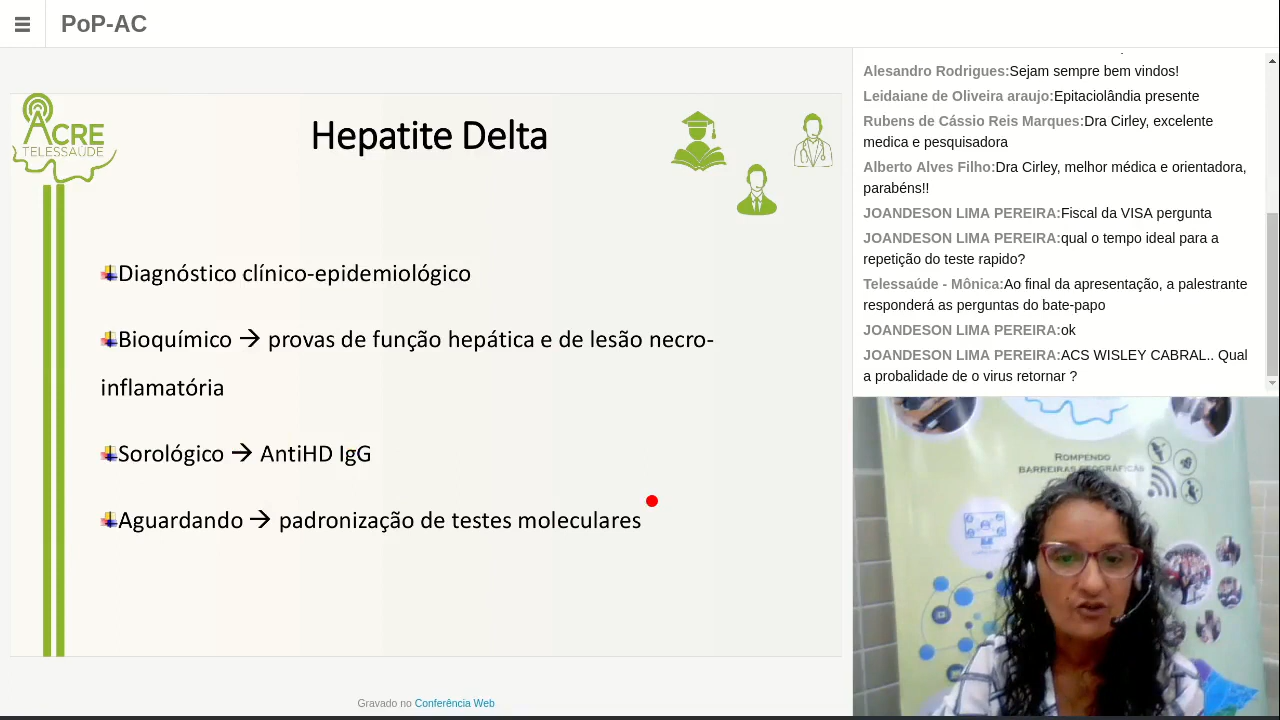 PoP-AC
ACRE
TELESSAÚDE
Hepatite Delta
Diagnóstico clínico-epidemiológico
Bioquímico → provas de função hepática e de lesão necro-
inflamatória
Sorológico → AntiHD IgG
Aguardando → padronização de testes moleculares
Gravado no Conferência Web
Alesandro Rodrigues:Sejam sempre bem vindos!
Leidaiane de Oliveira araujo:Epitaciolândia presente
Rubens de Cássio Reis Marques:Dra Cirley, excelente
medica e pesquisadora
Alberto Alves Filho:Dra Cirley, melhor médica e orientadora,
parabéns!!
JOANDESON LIMA PEREIRA:Fiscal da VISA pergunta
JOANDESON LIMA PEREIRA:qual o tempo ideal para a
repetição do teste rapido?
Telessaúde - Mônica:Ao final da apresentação, a palestrante
responderá as perguntas do bate-papo
JOANDESON LIMA PEREIRA:ok
JOANDESON LIMA PEREIRA:ACS WISLEY CABRAL.. Qual
a probalidade de o virus retornar ?
ROMPENDO
BARREIRAS GEOGRÁFICAS